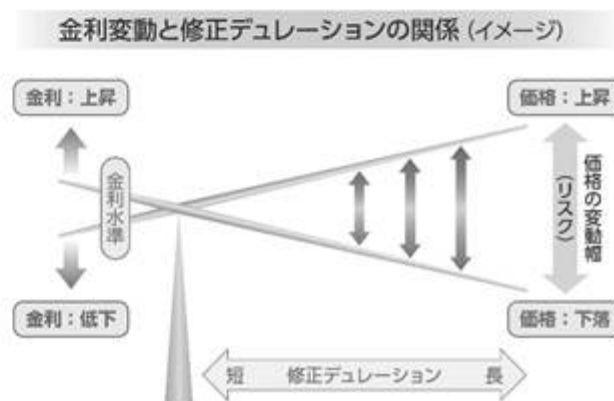 金利変動と修正デュレーションの関係（イメージ）
金利：上昇
価格：上昇
金利水準
価格の変動幅
（リスク）
金利：低下
価格：下落
短 修正デュレーション 長